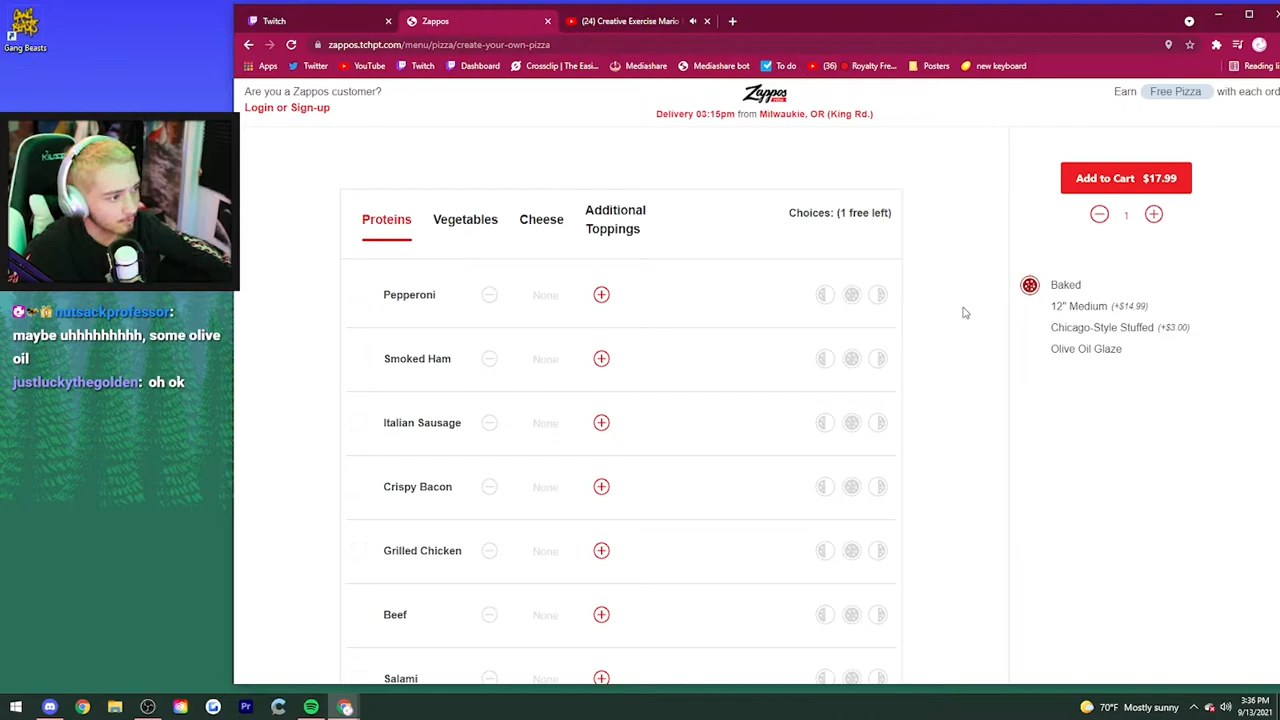 Gang Beasts
Twitch
Zappos
(24) Creative Exercise Mario
zappos.tchpt.com/menu/pizza/create-your-own-pizza
Apps
Twitter
YouTube
Twitch
Dashboard
Crossclip | The Easi...
Mediashare
Mediashare bot
To do
(36)
Royalty Fre...
Posters
new keyboard
Reading li
Are you a Zappos customer?
Login or Sign-up
Zappos
Delivery 03:15pm from Milwaukie, OR (King Rd.)
Earn Free Pizza with each ord
Proteins
Vegetables
Cheese
Additional
Toppings
Choices: (1 free left)
Pepperoni
None
Smoked Ham
None
Italian Sausage
None
Crispy Bacon
None
Grilled Chicken
None
Beef
None
Salami
None
Add to Cart $17.99
1
Baked
12" Medium (+$14.99)
Chicago-Style Stuffed (+$3.00)
Olive Oil Glaze
nutsackprofessor:
maybe uhhhhhhhhh, some olive
oil
justluckythegolden: oh ok
70°F Mostly sunny
3:36 PM
9/13/2021